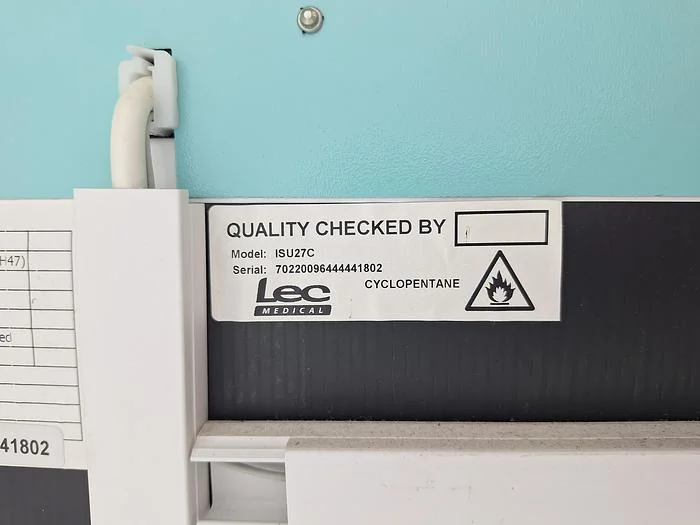 QUALITY CHECKED BY
Model: ISU27C
Serial: 70220096444441802
Lec
MEDICAL
CYCLOPENTANE
H47)
ed
41802